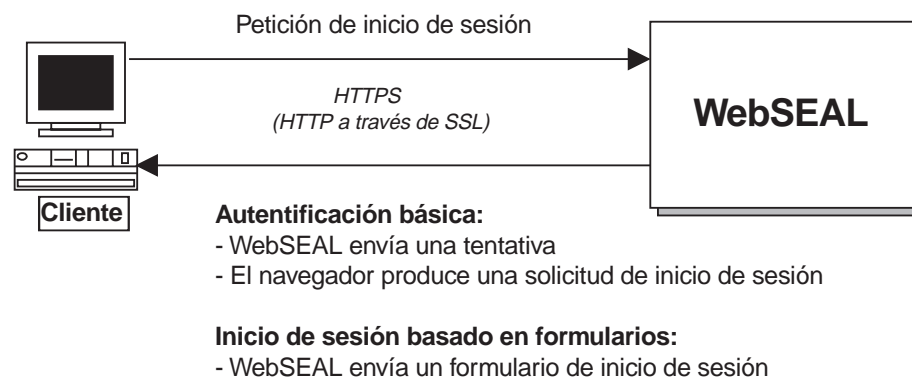 Petición de inicio de sesión
HTTPS
(HTTP a través de SSL)
WebSEAL
Cliente
Autentificación básica:
- WebSEAL envía una tentativa
- El navegador produce una solicitud de inicio de sesión
Inicio de sesión basado en formularios:
- WebSEAL envía un formulario de inicio de sesión